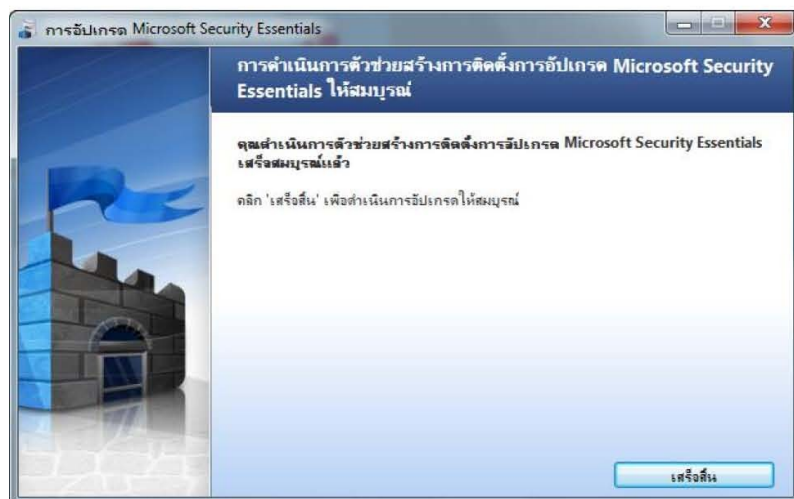 การอัปเกรด Microsoft Security Essentials
การดำเนินการตัวช่วยสร้างการติดตั้งการอัปเกรด Microsoft Security
Essentials ให้สมบูรณ์
คุณดำเนินการตัวช่วยสร้างการติดตั้งการอัปเกรด Microsoft Security Essentials
เสร็จสมบูรณ์แล้ว
คลิก 'เสร็จสิ้น' เพื่อดำเนินการอัปเกรดให้สมบูรณ์
เสร็จสิ้น